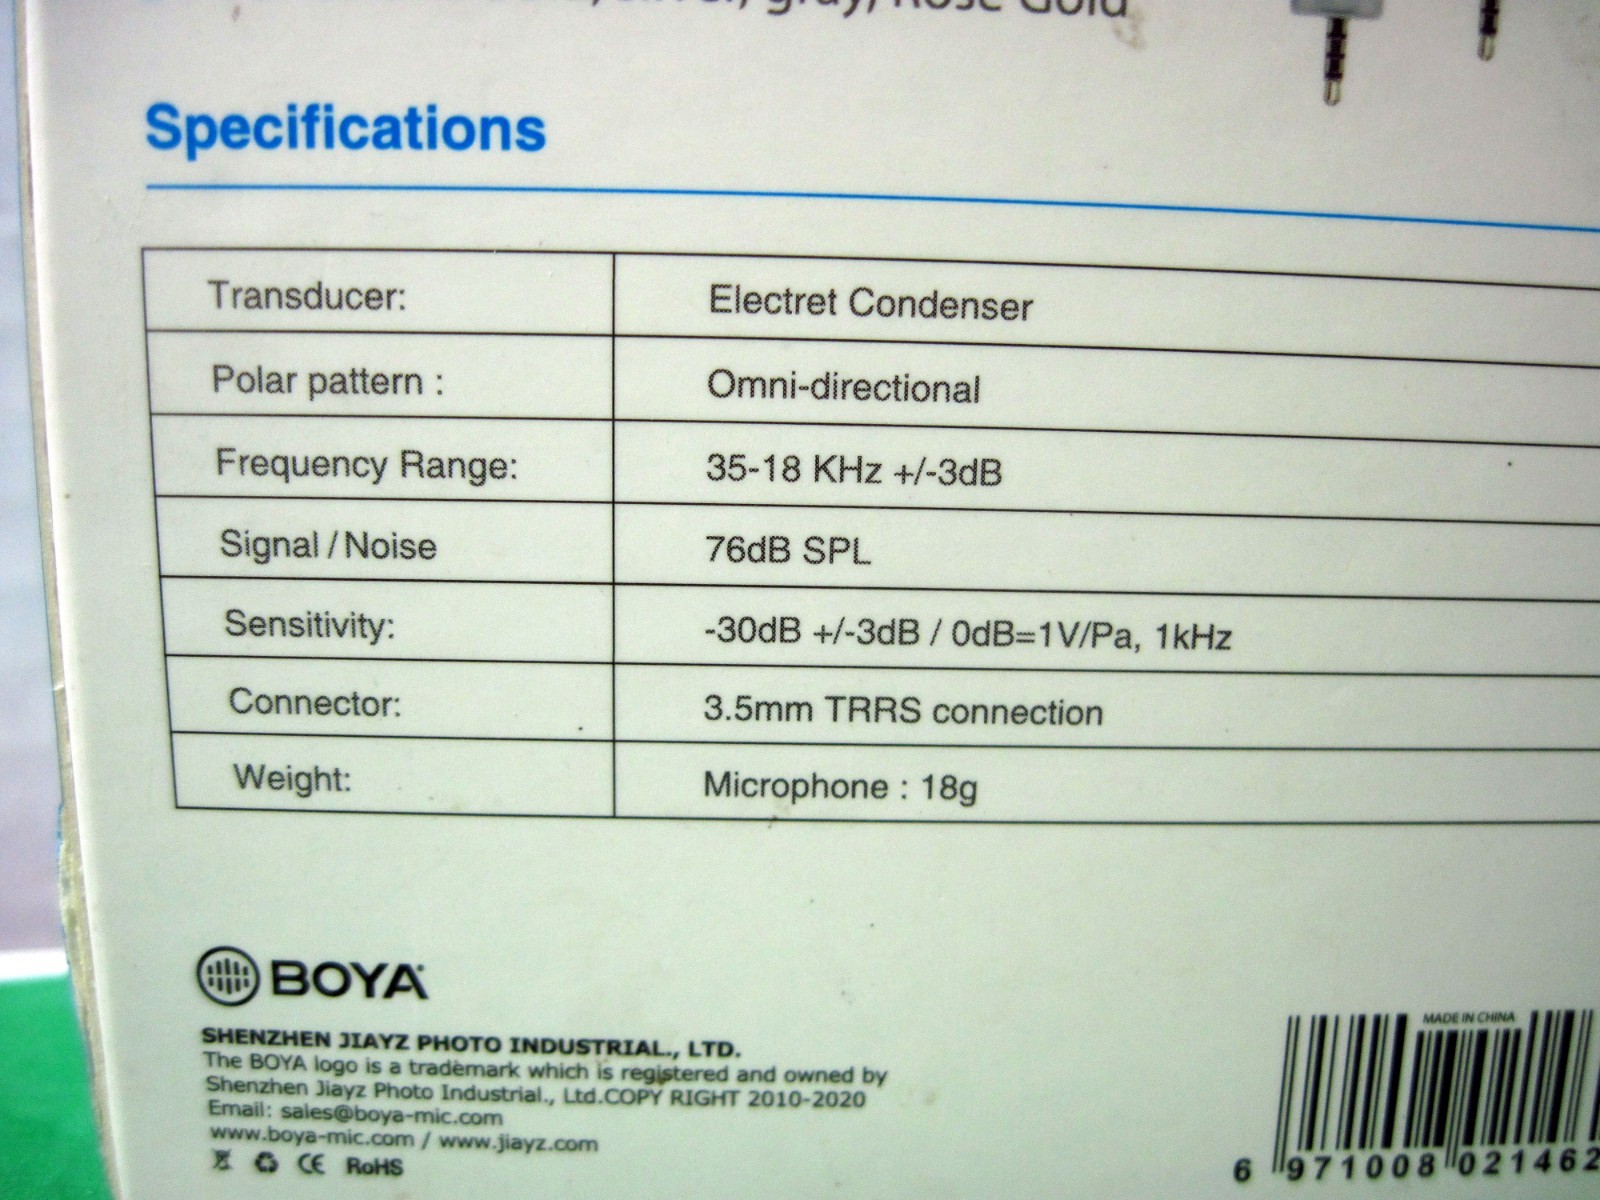 gray, Rose Gold
Specifications
Transducer: Electret Condenser
Polar pattern : Omni-directional
Frequency Range: 35-18 KHz +/-3dB
Signal / Noise 76dB SPL
Sensitivity: -30dB +/-3dB / 0dB=1V/Pa, 1kHz
Connector: 3.5mm TRRS connection
Weight: Microphone : 18g
BOYA
SHENZHEN JIAYZ PHOTO INDUSTRIAL., LTD.
The BOYA logo is a trademark which is registered and owned by
Shenzhen Jiayz Photo Industrial., Ltd.COPY RIGHT 2010-2020
Email: sales@boya-mic.com
www.boya-mic.com / www.jiayz.com
CE RoHS
MADE IN CHINA
6 971008 021462